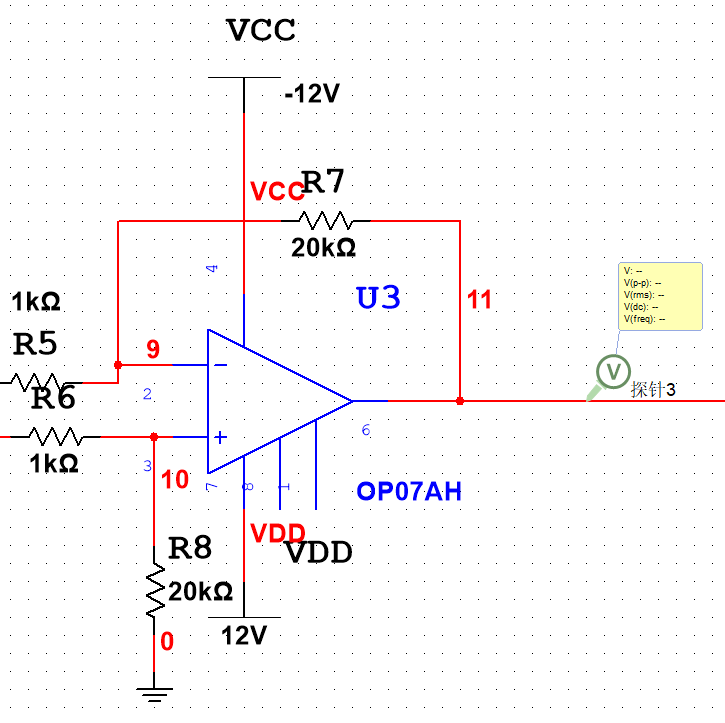 VCC
-12V
VCC
R7
20kΩ
4
U3
11
V: --
V(p-p): --
V(rms): --
V(dc): --
V(freq): --
1kΩ
R5
9
V
探针3
R6
2
6
1kΩ
3
10
7
8
1
OP07AH
VDD
VDD
R8
20kΩ
12V
0